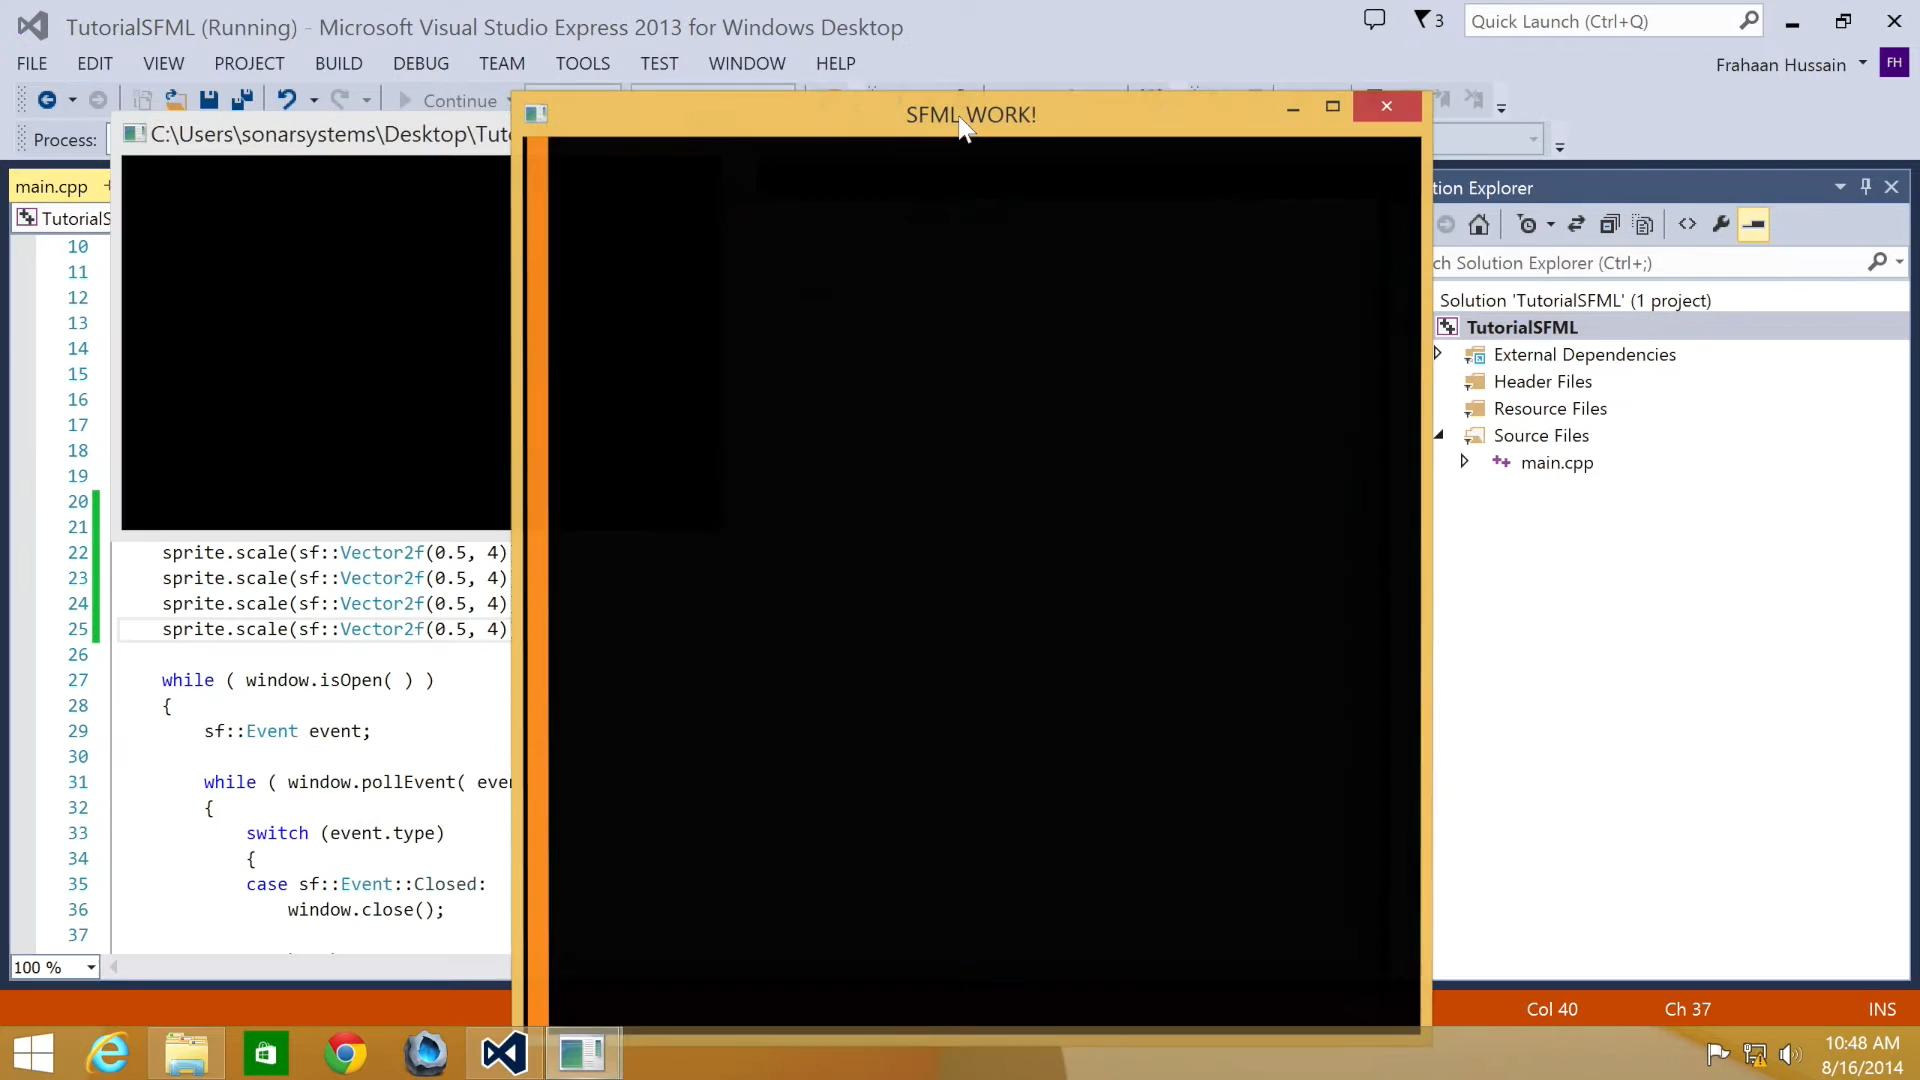 TutorialSFML (Running) - Microsoft Visual Studio Express 2013 for Windows Desktop
3
Quick Launch (Ctrl+Q)
FILE EDIT VIEW PROJECT BUILD DEBUG TEAM TOOLS TEST WINDOW HELP
Frahaan Hussain
FH
Continue
SFML WORK!
Process:
C:\Users\sonarsystems\Desktop\Tut
main.cpp
TutorialS
tion Explorer
ch Solution Explorer (Ctrl+;)
Solution 'TutorialSFML' (1 project)
TutorialSFML
External Dependencies
Header Files
Resource Files
Source Files
main.cpp
10
11
12
13
14
15
16
17
18
19
20
21
22 sprite.scale(sf::Vector2f(0.5, 4)
23 sprite.scale(sf::Vector2f(0.5, 4)
24 sprite.scale(sf::Vector2f(0.5, 4)
25 sprite.scale(sf::Vector2f(0.5, 4)
26
27 while ( window.isOpen( ) )
28 {
29 sf::Event event;
30
31 while ( window.pollEvent( even
32 {
33 switch (event.type)
34 {
35 case sf::Event::Closed:
36 window.close();
37
100 %
Col 40 Ch 37 INS
10:48 AM
8/16/2014